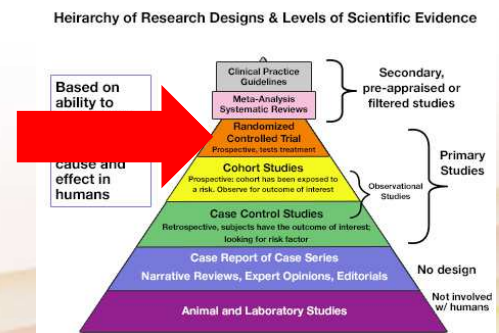 Heirarchy of Research Designs & Levels of Scientific Evidence
Clinical Practice
Guidelines
Meta-Analysis
Systematic Reviews
Secondary,
pre-appraised or
filtered studies
Based on
ability to
cause and
effect in
humans
Randomized
Controlled Trial
Prospective, tests treatment
Cohort Studies
Prospective: cohort has been exposed to
a risk. Observe for outcome of interest
Case Control Studies
Retrospective, subjects have the outcome of interest;
looking for risk factor
Observational
Studies
Primary
Studies
Case Report of Case Series
Narrative Reviews, Expert Opinions, Editorials
No design
Animal and Laboratory Studies
Not involved
w/ humans